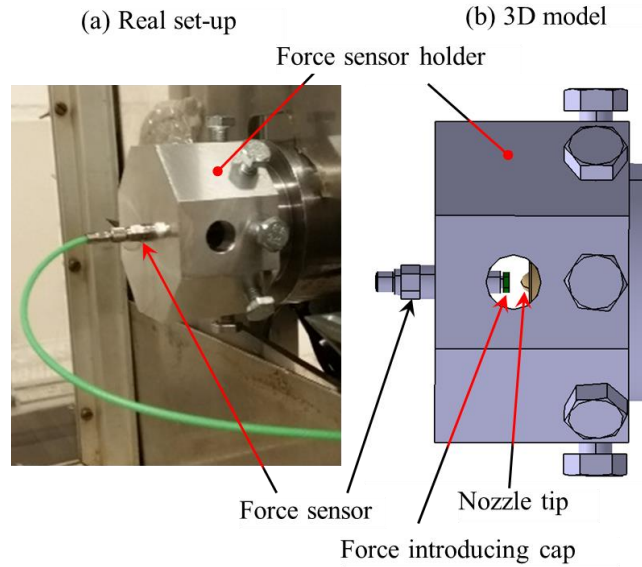 (a) Real set-up
(b) 3D model
Force sensor holder
Nozzle tip
Force sensor
Force introducing cap